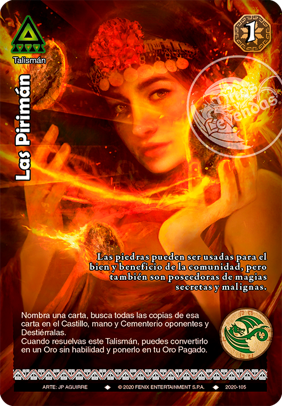 1
Talismán
Las Pirimán
Las piedras pueden ser usadas para el
bien y beneficio de la comunidad, pero
también son poseedoras de magias
secretas y malignas.
Nombra una carta, busca todas las copias de esa
carta en el Castillo, mano y Cementerio oponentes y
Destiérralas.
Cuando resuelvas este Talismán, puedes convertirlo
en un Oro sin habilidad y ponerlo en tu Oro Pagado.
ARTE: JP AGUIRRE ◆ © 2020 FENIX ENTERTAINMENT S.P.A. ◆ 2020-105